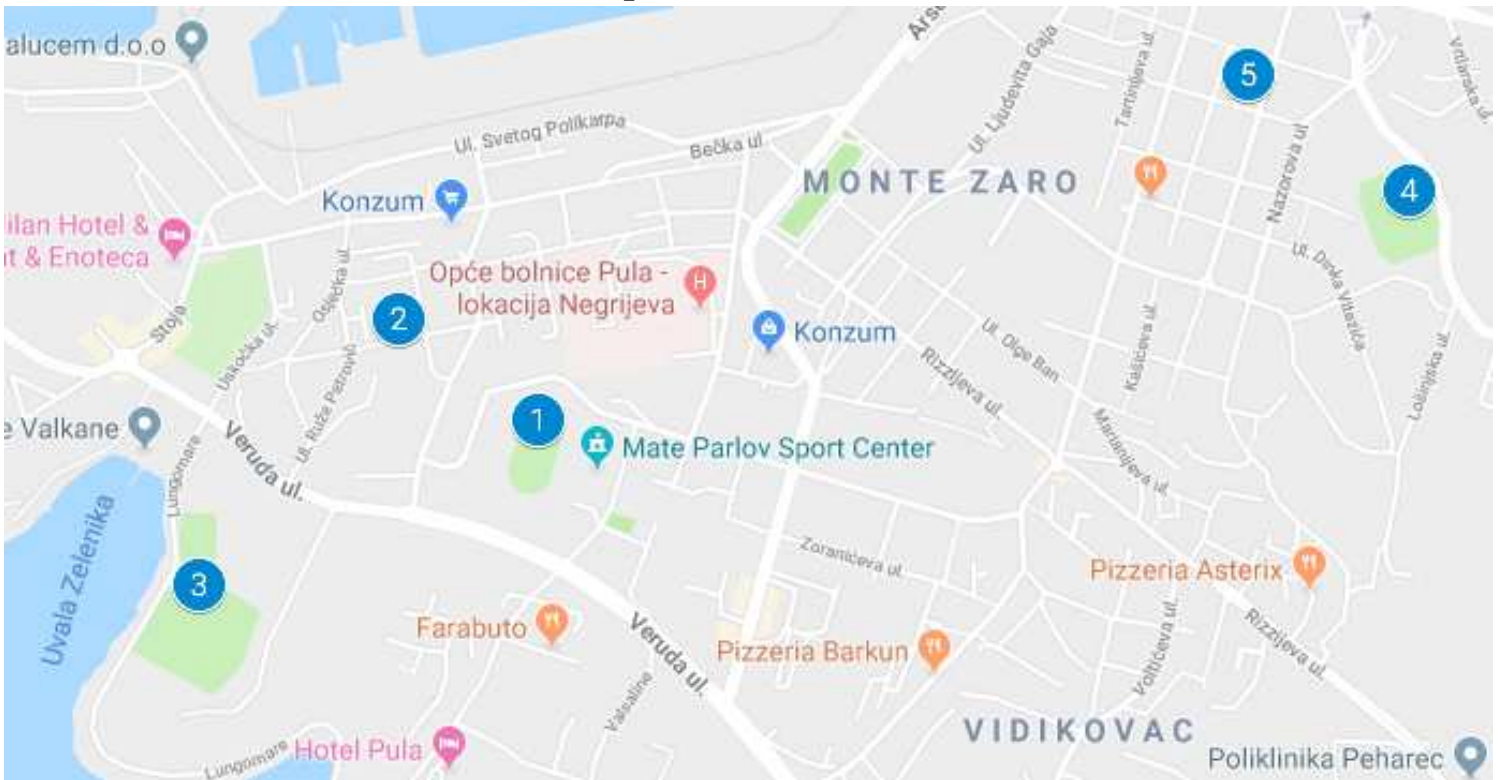 alucem d.o.o
Arse
Ul. Ljudevita Gaja
Tartinijeva ul.
5
Vrtlarska ul.
Ul. Svetog Polikarpa
Bečka ul
MONTE ZARO
Nazorova ul
4
Konzum
ilan Hotel &
t & Enoteca
Osječka ul.
Opće bolnice Pula -
lokacija Negrijeva
H
Ul. Dinka Vitezića
2
Stoja
Uskočka ul.
Ul. Ruže Petrović
Konzum
Ul. Olge Ban
Rizzijeva ul.
Kašićeva ul.
Lošinjska ul.
1
e Valkane
Mate Parlov Sport Center
Marianijeva ul.
Lungomare
Veruda ul.
Uvala Zelenika
3
Zoranićeva ul.
Pizzeria Asterix
Farabuto
Veruda ul.
Pizzeria Barkun
Voltićeva ul.
Rizzijeva ul.
Valsaline
VIDIKOVAC
Lungomare
Hotel Pula
Poliklinika Peharec